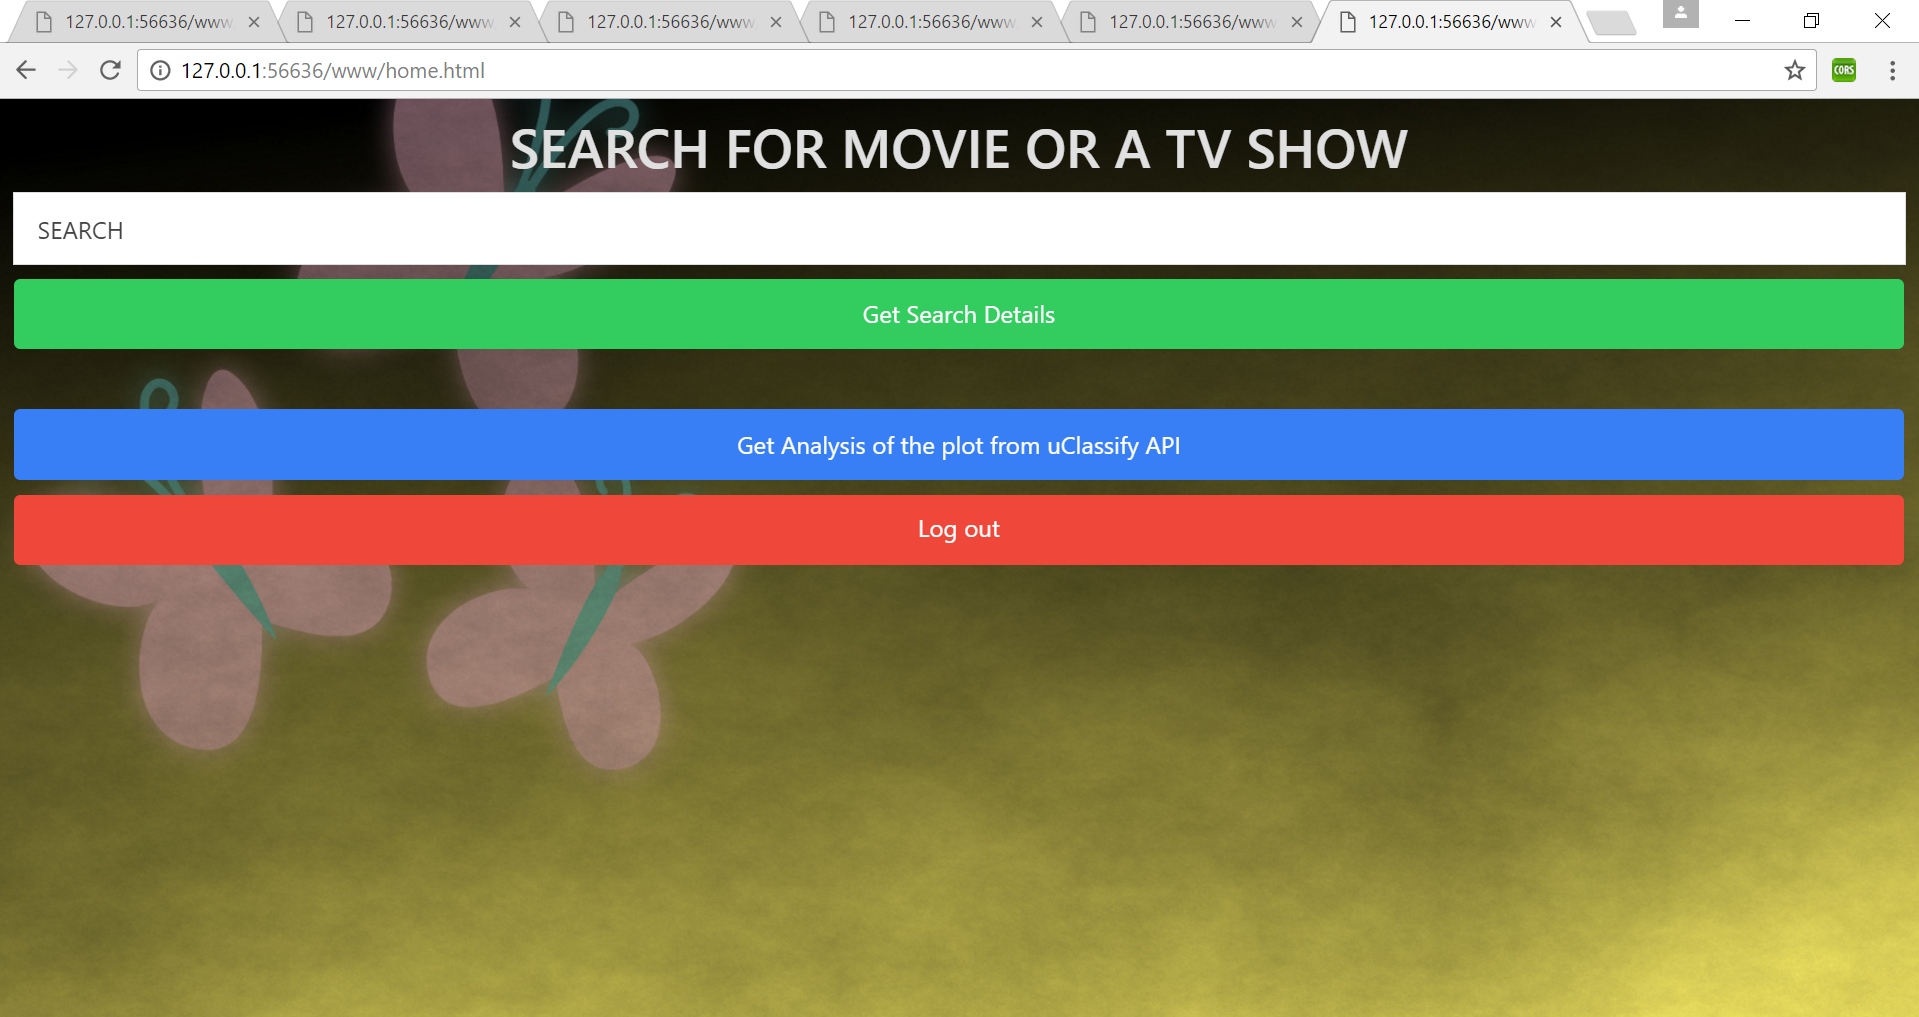 127.0.0.1:56636/www
127.0.0.1:56636/www
127.0.0.1:56636/www
127.0.0.1:56636/www
127.0.0.1:56636/www
127.0.0.1:56636/www
127.0.0.1:56636/www/home.html
CORS
SEARCH FOR MOVIE OR A TV SHOW
SEARCH
Get Search Details
Get Analysis of the plot from uClassify API
Log out